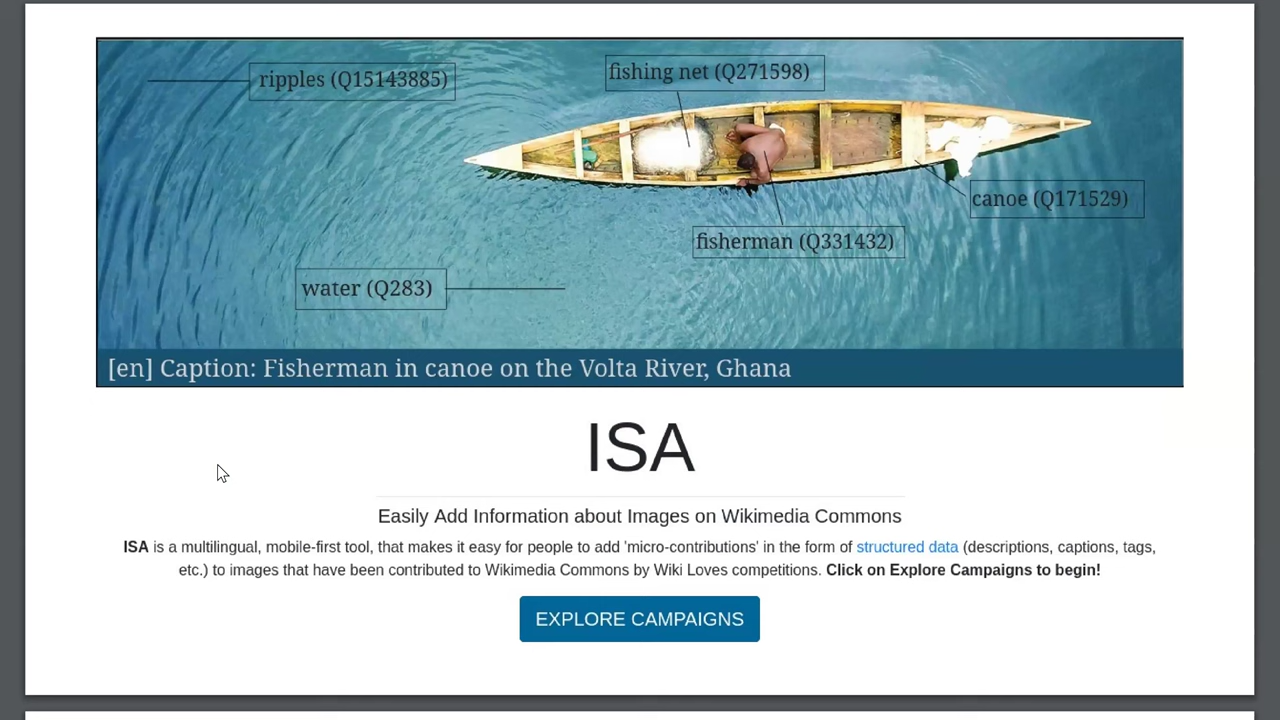 ripples (Q15143885)
fishing net (Q271598)
canoe (Q171529)
fisherman (Q331432)
water (Q283)
[en] Caption: Fisherman in canoe on the Volta River, Ghana
ISA
Easily Add Information about Images on Wikimedia Commons
ISA is a multilingual, mobile-first tool, that makes it easy for people to add 'micro-contributions' in the form of structured data (descriptions, captions, tags,
etc.) to images that have been contributed to Wikimedia Commons by Wiki Loves competitions. Click on Explore Campaigns to begin!
EXPLORE CAMPAIGNS